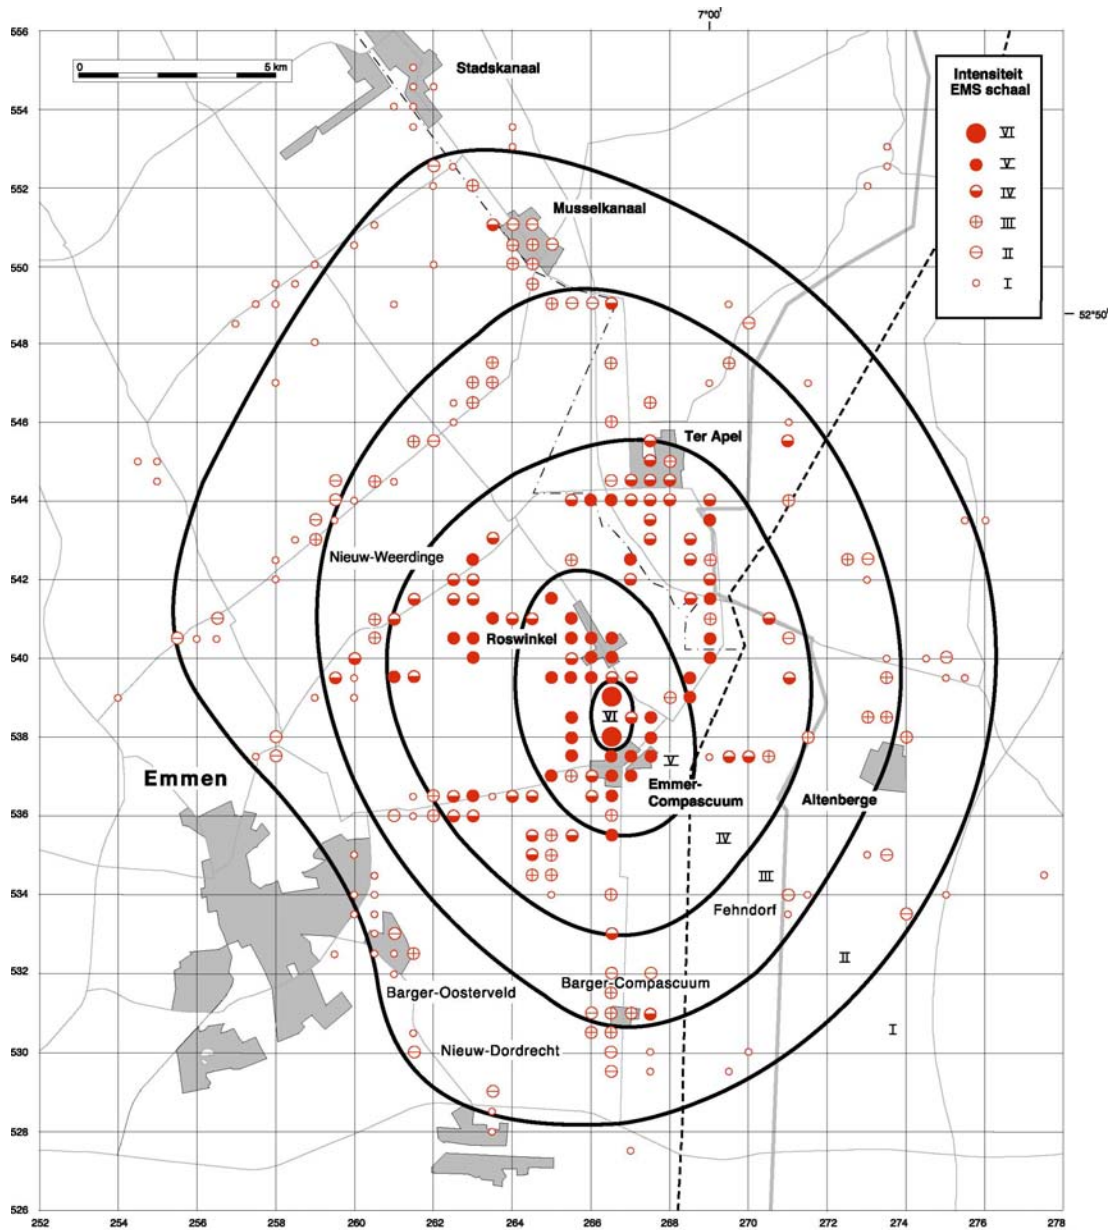 7°00'
556
0
5 km
Stadskanaal
Intensiteit
EMS schaal
VI
V
IV
III
II
I
554
552
Musselkanaal
550
52°50'
548
546
Ter Apel
544
Nieuw-Weerdinge
542
Roswinkel
540
VI
538
V
Emmen
Emmer-
Compascuum
Altenberge
536
IV
III
534
Fehndorf
532
II
Barger-Compascuum
Barger-Oosterveld
I
530
Nieuw-Dordrecht
528
526
252 254 256 258 260 262 264 266 268 270 272 274 276 278